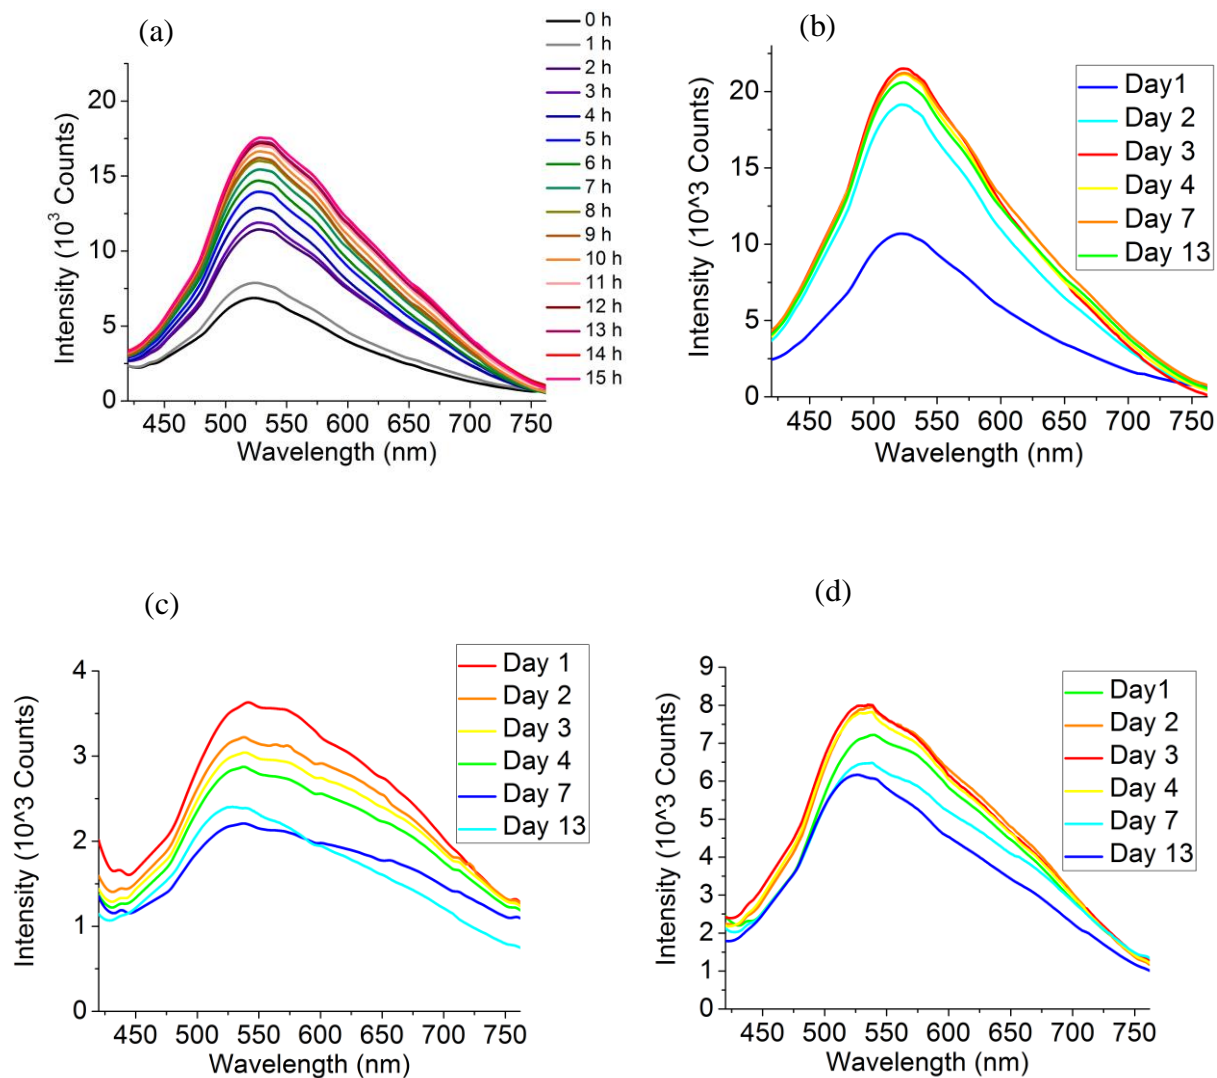 (a)
0 h
1 h
2 h
3 h
4 h
5 h
6 h
7 h
8 h
9 h
10 h
11 h
12 h
13 h
14 h
15 h
20
15
10
5
0
Intensity (10³ Counts)
450 500 550 600 650 700 750
Wavelength (nm)
(b)
Day1
Day 2
Day 3
Day 4
Day 7
Day 13
20
15
10
5
0
Intensity (10^3 Counts)
450 500 550 600 650 700 750
Wavelength (nm)
(c)
Day 1
Day 2
Day 3
Day 4
Day 7
Day 13
4
3
2
1
0
Intensity (10^3 Counts)
450 500 550 600 650 700 750
Wavelength (nm)
(d)
Day1
Day 2
Day 3
Day 4
Day 7
Day 13
9
8
7
6
5
4
3
2
1
0
Intensity (10^3 Counts)
450 500 550 600 650 700 750
Wavelength (nm)